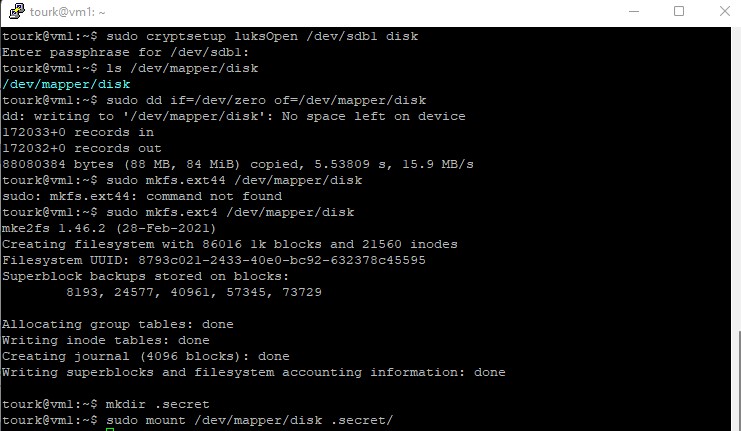 tourk@vm1: ~
tourk@vm1:~$ sudo cryptsetup luksOpen /dev/sdb1 disk
Enter passphrase for /dev/sdb1:
tourk@vm1:~$ ls /dev/mapper/disk
/dev/mapper/disk
tourk@vm1:~$ sudo dd if=/dev/zero of=/dev/mapper/disk
dd: writing to '/dev/mapper/disk': No space left on device
172033+0 records in
172032+0 records out
88080384 bytes (88 MB, 84 MiB) copied, 5.53809 s, 15.9 MB/s
tourk@vm1:~$ sudo mkfs.ext44 /dev/mapper/disk
sudo: mkfs.ext44: command not found
tourk@vm1:~$ sudo mkfs.ext4 /dev/mapper/disk
mke2fs 1.46.2 (28-Feb-2021)
Creating filesystem with 86016 1k blocks and 21560 inodes
Filesystem UUID: 8793c021-2433-40e0-bc92-632378c45595
Superblock backups stored on blocks:
        8193, 24577, 40961, 57345, 73729

Allocating group tables: done
Writing inode tables: done
Creating journal (4096 blocks): done
Writing superblocks and filesystem accounting information: done

tourk@vm1:~$ mkdir .secret
tourk@vm1:~$ sudo mount /dev/mapper/disk .secret/